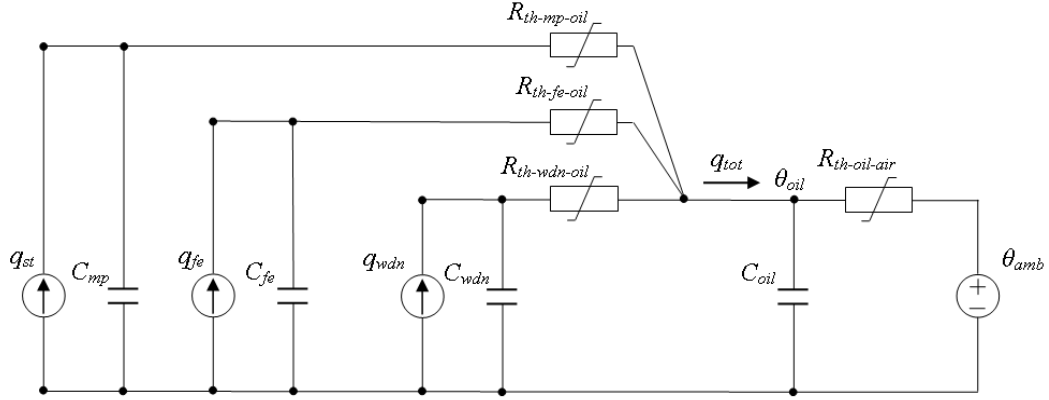 R_th-mp-oil
R_th-fe-oil
R_th-wdn-oil
q_tot
θ_oil
R_th-oil-air
q_st
C_mp
q_fe
C_fe
q_wdn
C_wdn
C_oil
θ_amb
+
−